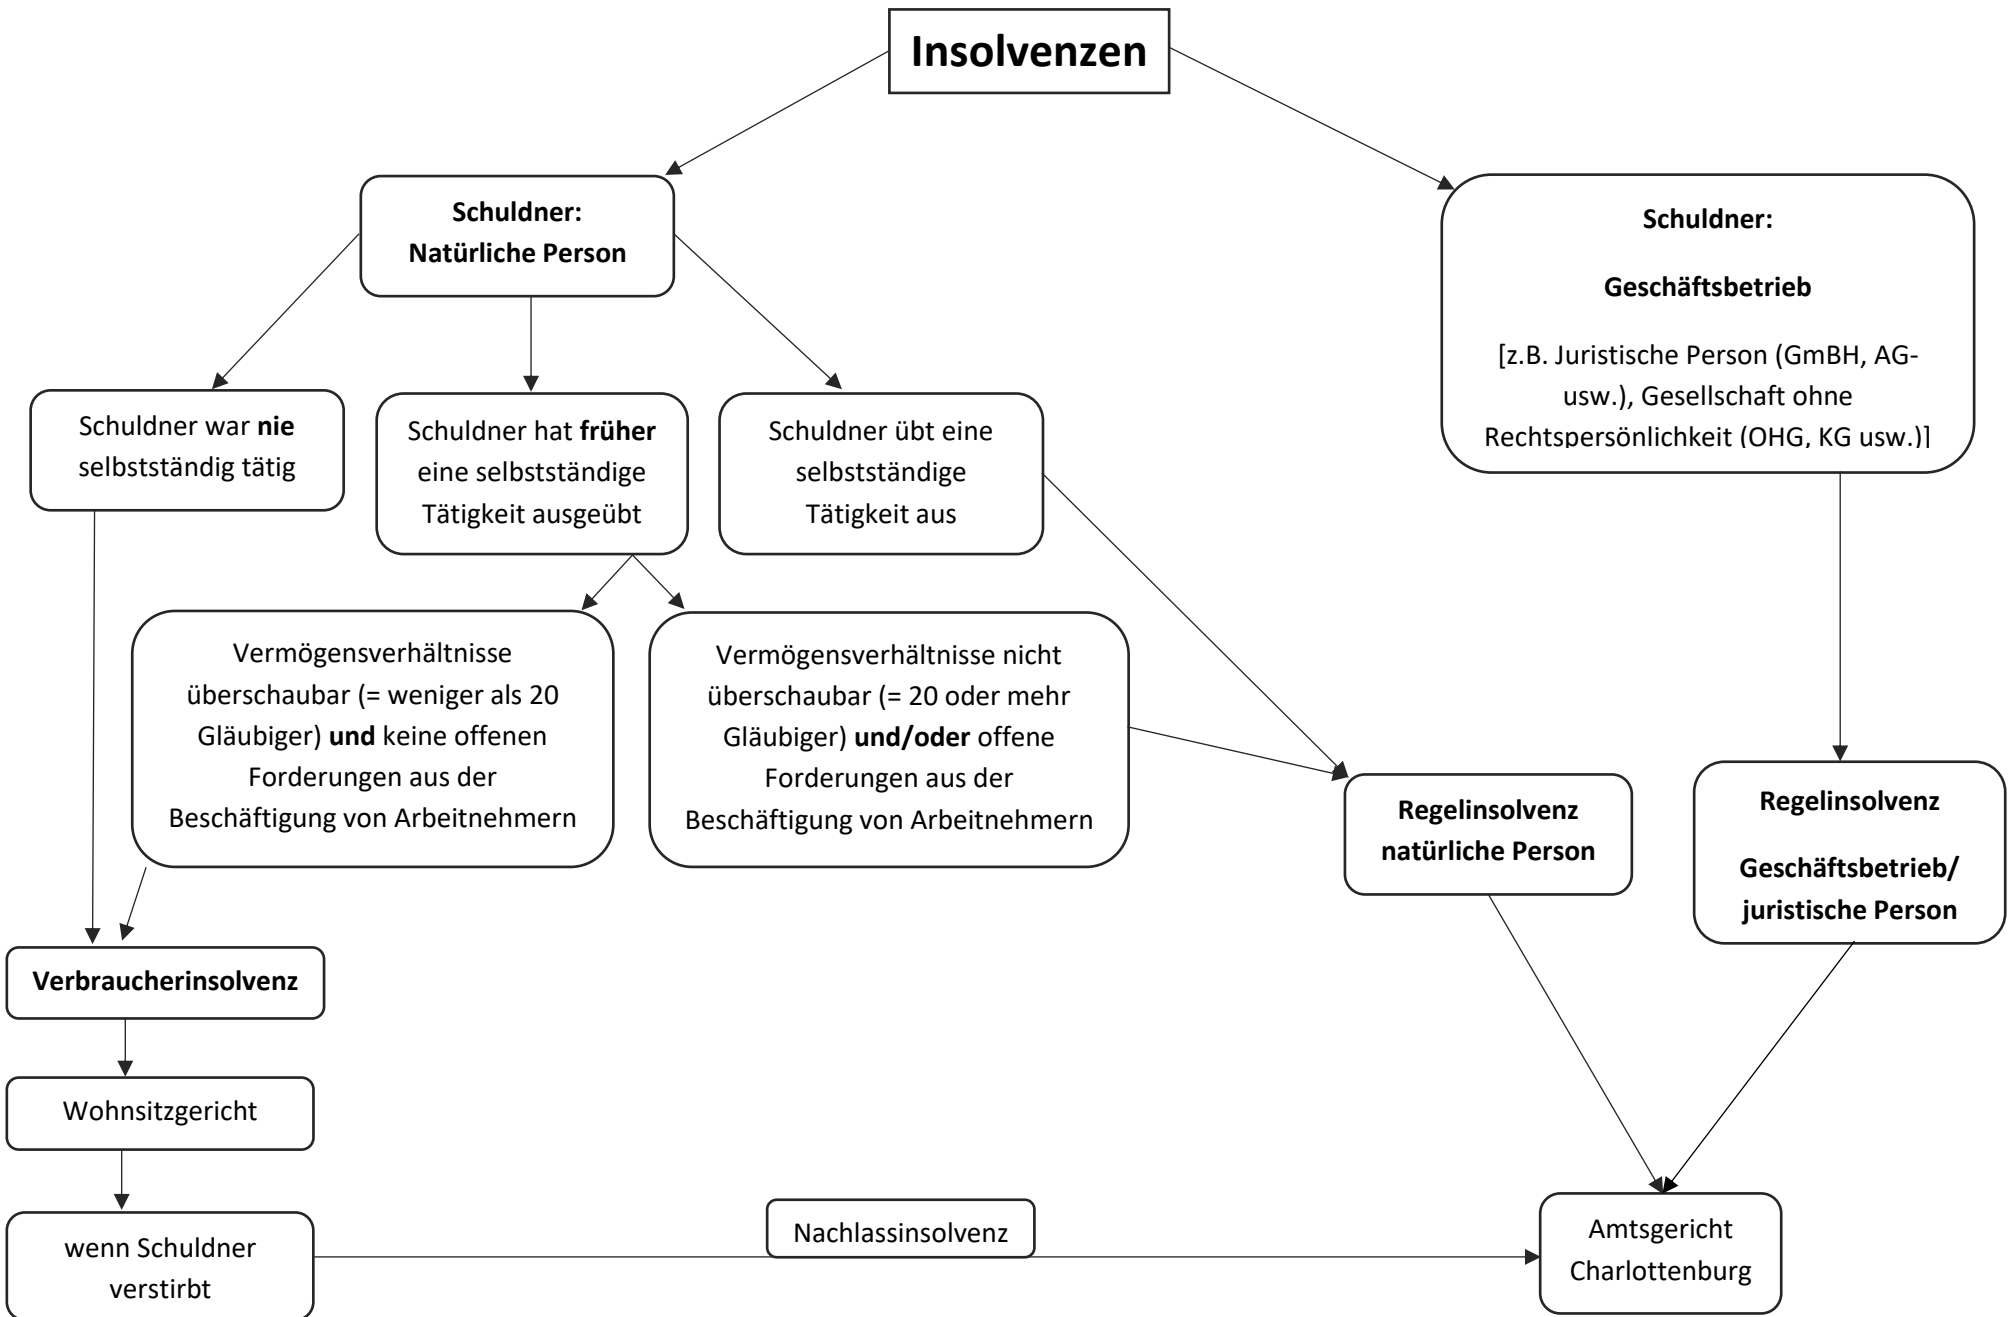 Insolvenzen
Schuldner:
Natürliche Person
Schuldner:
Geschäftsbetrieb
[z.B. Juristische Person (GmBH, AG-
usw.), Gesellschaft ohne
Rechtspersönlichkeit (OHG, KG usw.)]
Schuldner war nie
selbstständig tätig
Schuldner hat früher
eine selbstständige
Tätigkeit ausgeübt
Schuldner übt eine
selbstständige
Tätigkeit aus
Vermögensverhältnisse
überschaubar (= weniger als 20
Gläubiger) und keine offenen
Forderungen aus der
Beschäftigung von Arbeitnehmern
Vermögensverhältnisse nicht
überschaubar (= 20 oder mehr
Gläubiger) und/oder offene
Forderungen aus der
Beschäftigung von Arbeitnehmern
Regelinsolvenz
natürliche Person
Regelinsolvenz
Geschäftsbetrieb/
juristische Person
Verbraucherinsolvenz
Wohnsitzgericht
wenn Schuldner
verstirbt
Nachlassinsolvenz
Amtsgericht
Charlottenburg